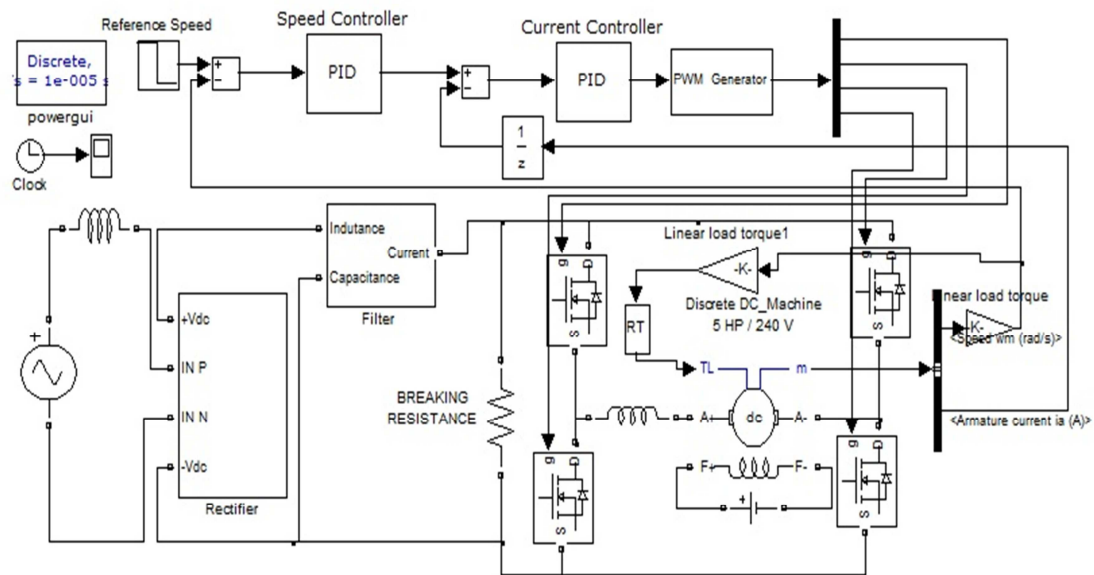 Speed Controller
Reference Speed
Current Controller
Discrete,
s = 1e-005 s
powergui
+
−
PID
+
−
PID
PWM Generator
1
z
Clock
Indutance
Current
Capacitance
Filter
Linear load torque1
-K-
Discrete DC_Machine
5 HP / 240 V
RT
g
D
S
g
D
S
inear load torque
K-
<Speed wm (rad/s)>
+Vdc
IN P
IN N
-Vdc
Rectifier
+
BREAKING
RESISTANCE
TL
m
A+
dc
A-
<Armature current ia (A)>
F+
F-
+
g
D
S
g
D
S